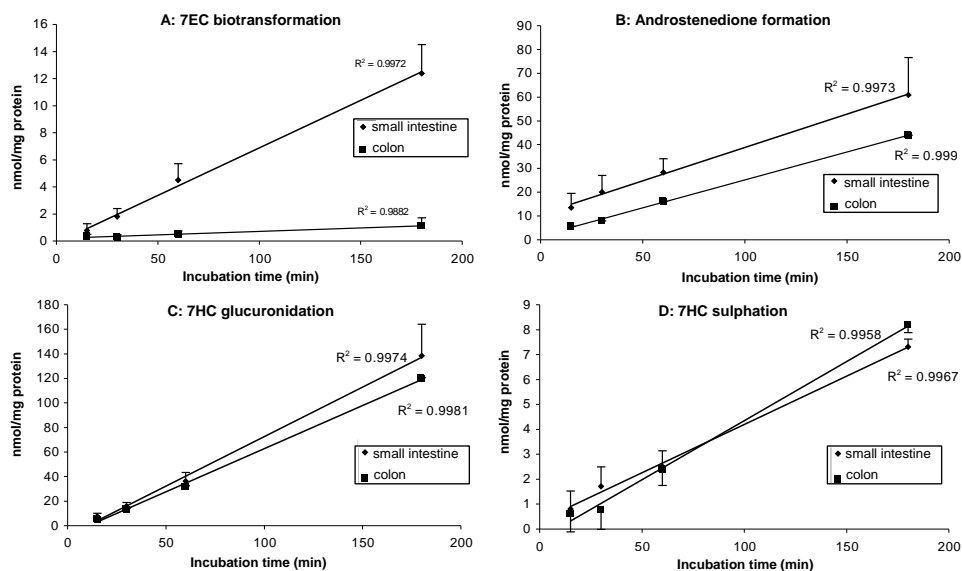 A: 7EC biotransformation
16
14
12
10
8
6
4
2
0
nmol/mg protein
R² = 0.9972
small intestine
colon
R² = 0.9882
0 50 100 150 200
Incubation time (min)
B: Androstenedione formation
90
80
70
60
50
40
30
20
10
0
nmol/mg protein
R² = 0.9973
R² = 0.999
small intestine
colon
0 50 100 150 200
Incubation time (min)
C: 7HC glucuronidation
180
160
140
120
100
80
60
40
20
0
nmol/mg protein
R² = 0.9974
R² = 0.9981
small intestine
colon
0 50 100 150 200
Incubation time (min)
D: 7HC sulphation
9
8
7
6
5
4
3
2
1
0
nmol/mg protein
R² = 0.9958
R² = 0.9967
small intestine
colon
0 50 100 150 200
Incubation time (min)